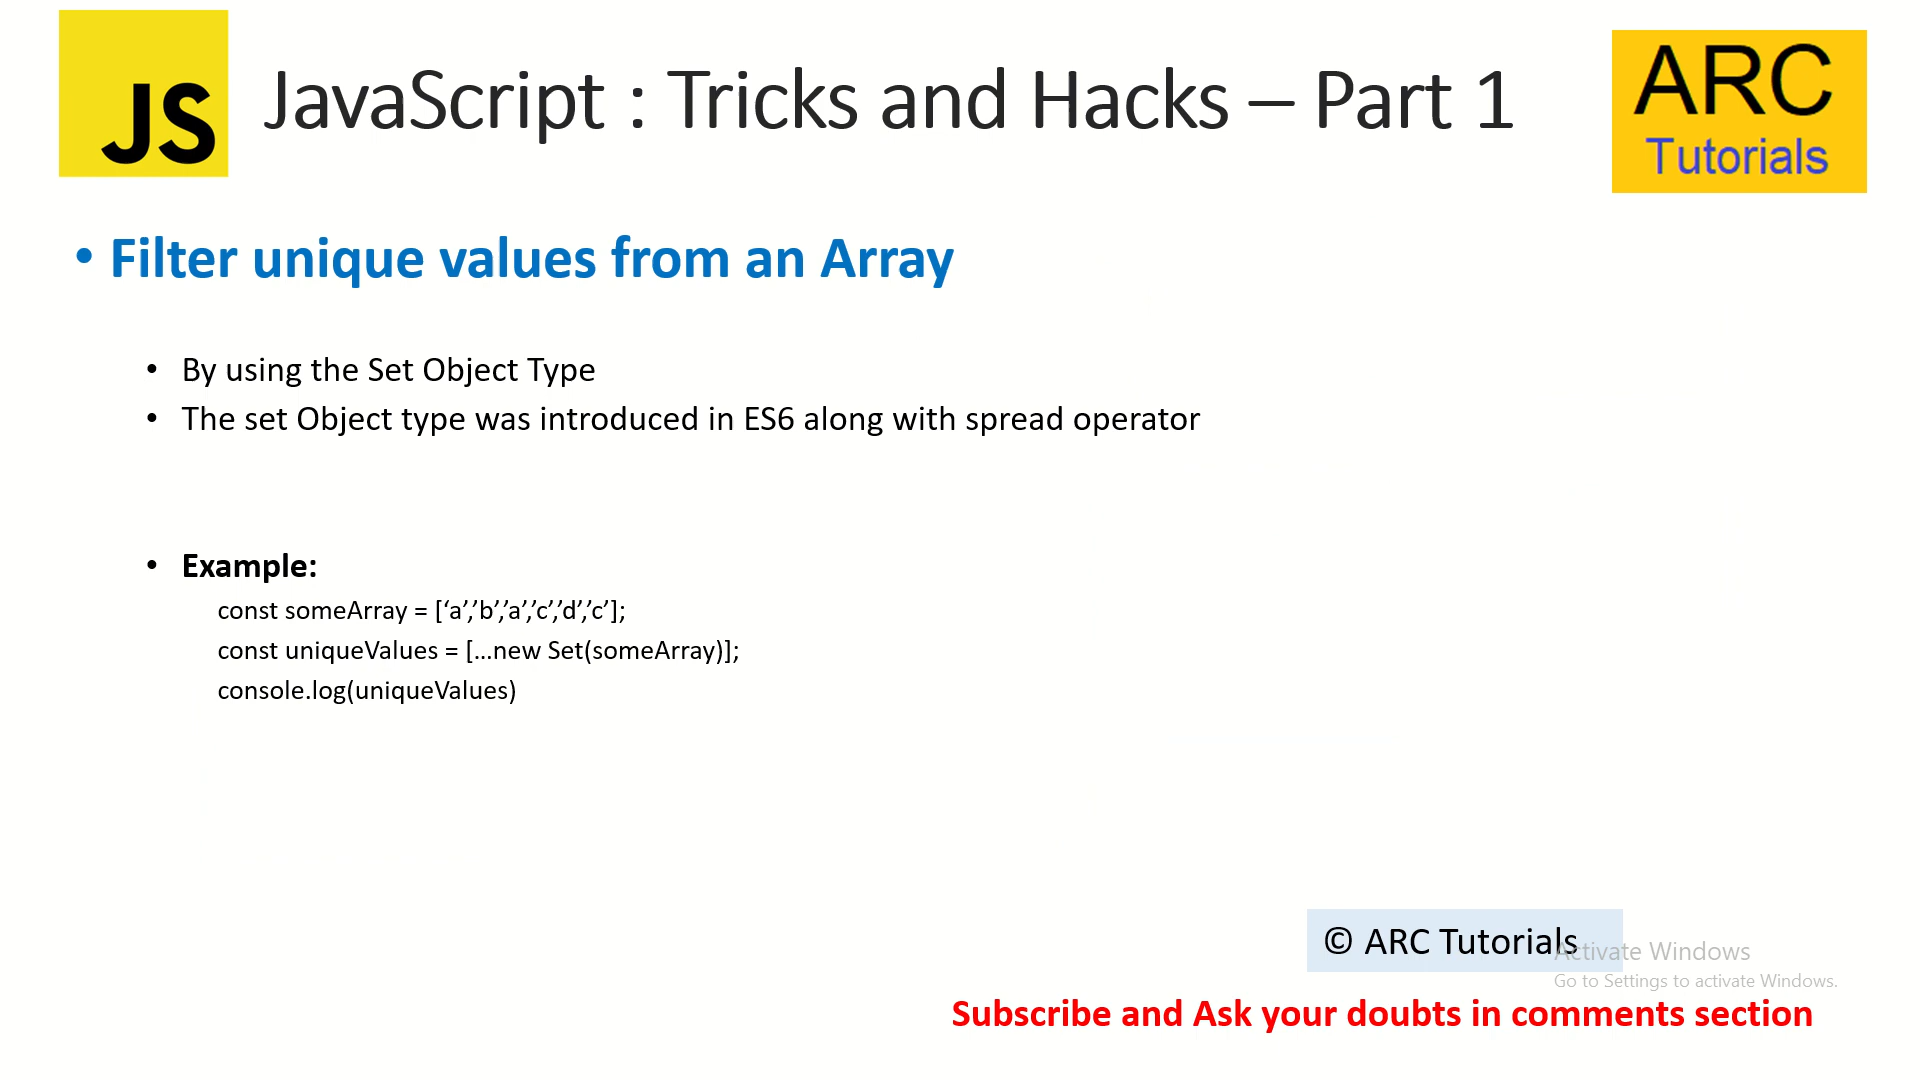 JS
JavaScript : Tricks and Hacks – Part 1
ARC
Tutorials
• Filter unique values from an Array
• By using the Set Object Type
• The set Object type was introduced in ES6 along with spread operator
• Example:
const someArray = [‘a’,’b’,’a’,’c’,’d’,’c’];
const uniqueValues = […new Set(someArray)];
console.log(uniqueValues)
© ARC Tutorials
Activate Windows
Go to Settings to activate Windows.
Subscribe and Ask your doubts in comments section